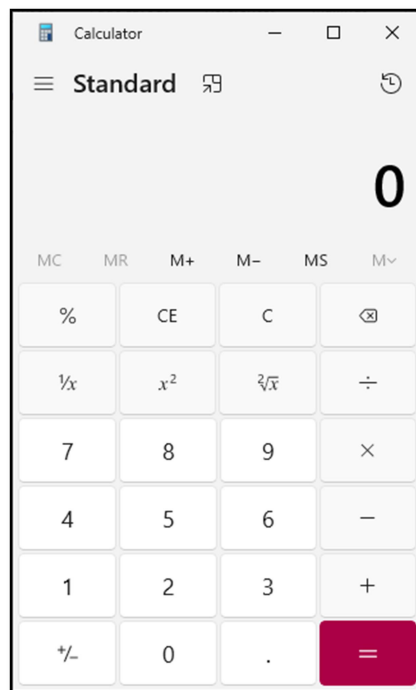 Calculator
Standard
0
MC MR M+ M− MS M˅
% CE C
¹/x x² ²√x ÷
7 8 9 ×
4 5 6 −
1 2 3 +
+/− 0 . =